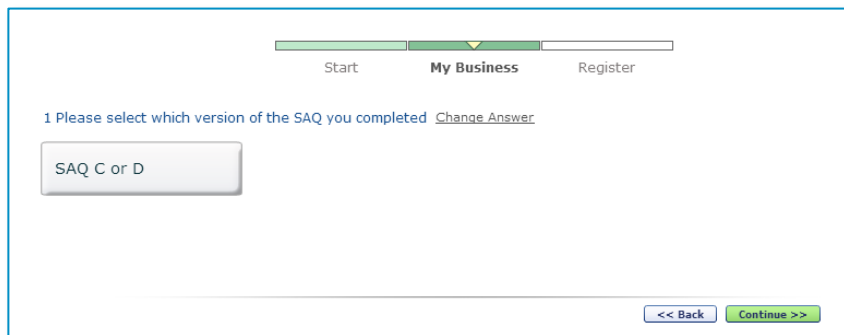 Start My Business Register
1 Please select which version of the SAQ you completed Change Answer
SAQ C or D
<< Back Continue >>